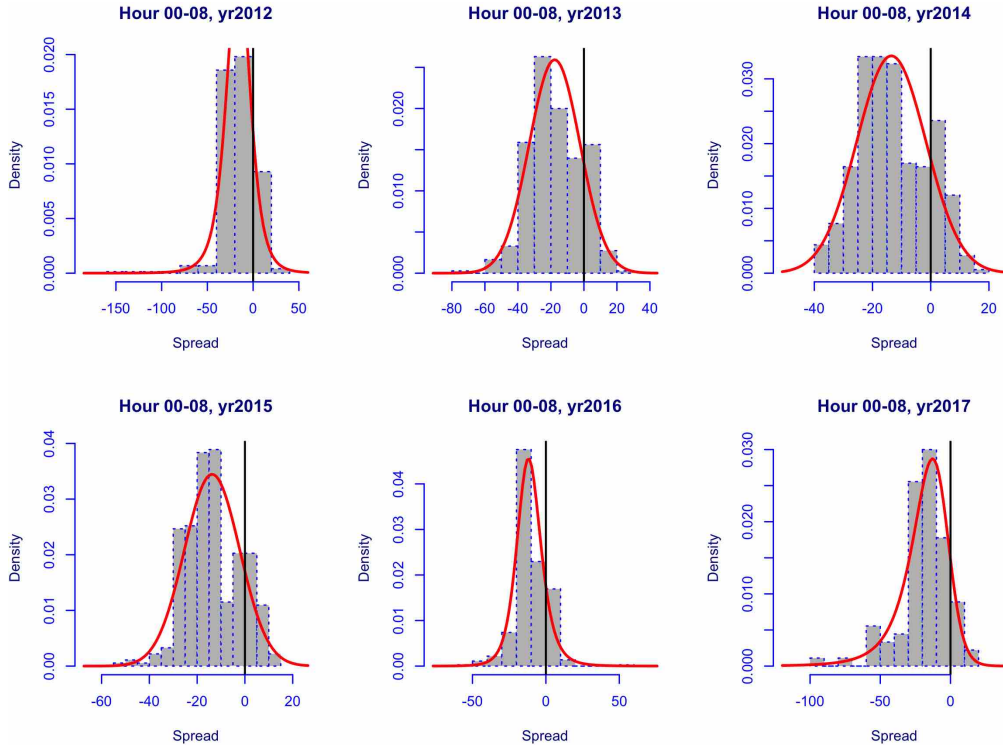 Hour 00-08, yr2012
Density
0.000 0.005 0.010 0.015 0.020
-150 -100 -50 0 50
Spread
Hour 00-08, yr2013
Density
0.000 0.010 0.020
-80 -60 -40 -20 0 20 40
Spread
Hour 00-08, yr2014
Density
0.000 0.010 0.020 0.030
-40 -20 0 20
Spread
Hour 00-08, yr2015
Density
0.00 0.01 0.02 0.03 0.04
-60 -40 -20 0 20
Spread
Hour 00-08, yr2016
Density
0.00 0.01 0.02 0.03 0.04
-50 0 50
Spread
Hour 00-08, yr2017
Density
0.000 0.010 0.020 0.030
-100 -50 0
Spread